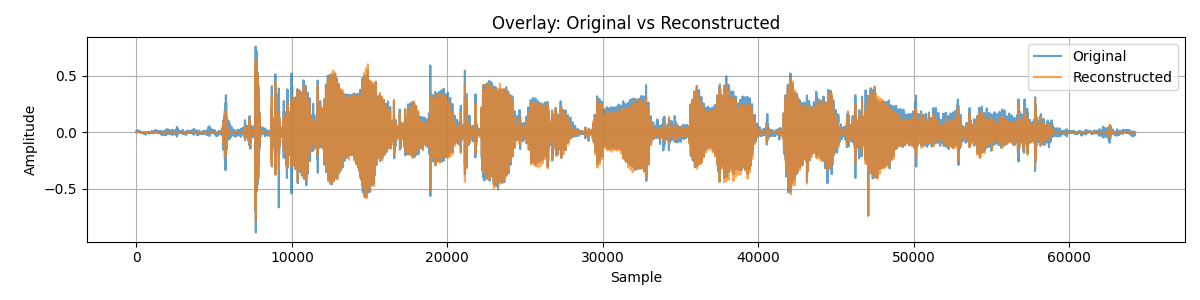 Overlay: Original vs Reconstructed
Original
Reconstructed
0.5
0.0
−0.5
Amplitude
0 10000 20000 30000 40000 50000 60000
Sample